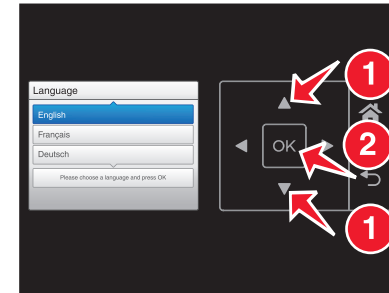 Language
English
Français
Deutsch
Please choose a language and press OK
1
OK
2
1